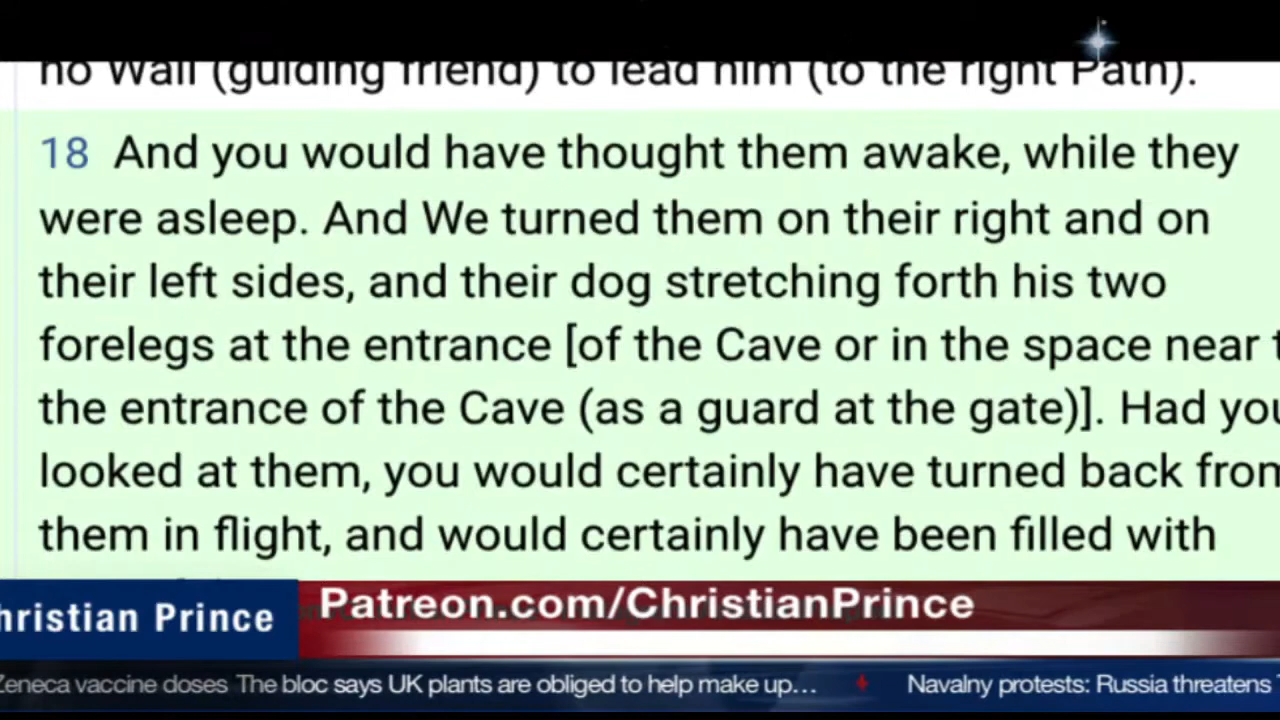 no Wali (guiding friend) to lead him (to the right Path).
18 And you would have thought them awake, while they
were asleep. And We turned them on their right and on
their left sides, and their dog stretching forth his two
forelegs at the entrance [of the Cave or in the space near
the entrance of the Cave (as a guard at the gate)]. Had you
looked at them, you would certainly have turned back from
them in flight, and would certainly have been filled with
hristian Prince
Patreon.com/ChristianPrince
Zeneca vaccine doses The bloc says UK plants are obliged to help make up... Navalny protests: Russia threatens